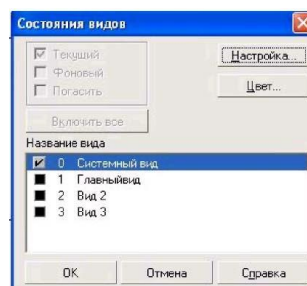 Состояния видов
Текущий
Фоновый
Погасить
Включить все
Настройка...
Цвет...
Название вида
0 Системный вид
1 Главныйвид
2 Вид 2
3 Вид 3
OK Отмена Справка